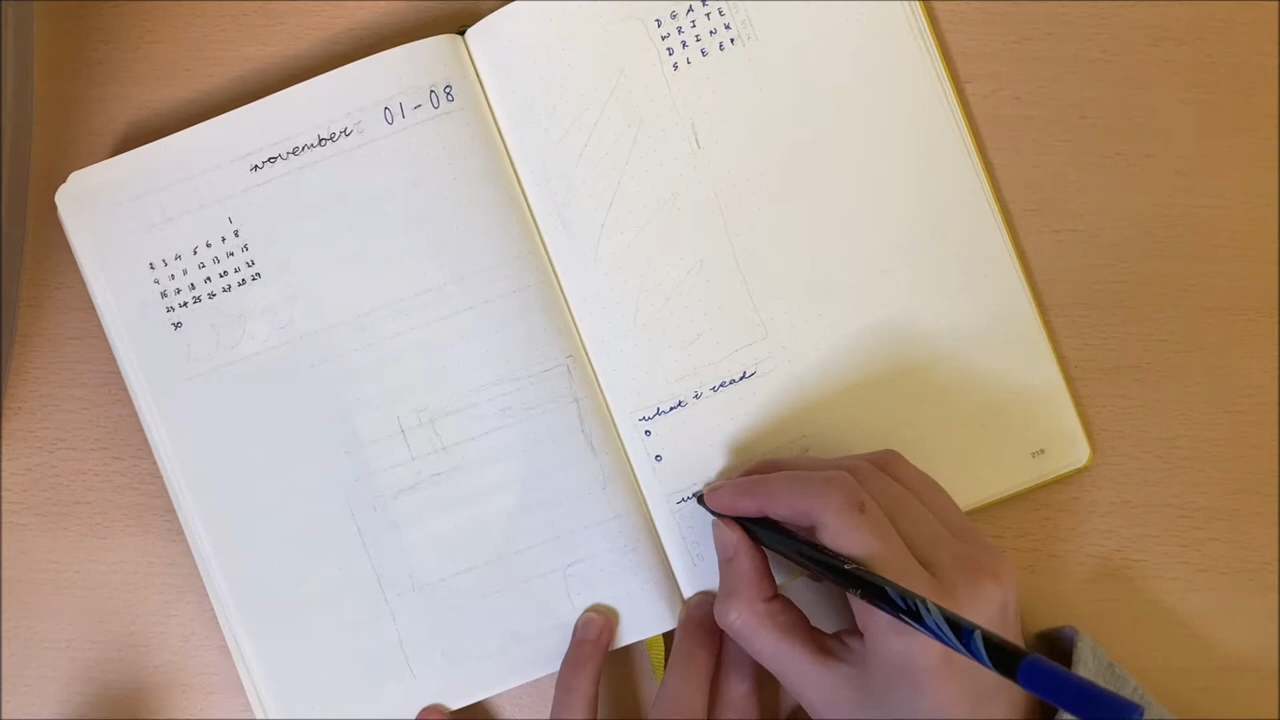 november 01-08
1
2 3 4 5 6 7 8
9 10 11 12 13 14 15
16 17 18 19 20 21 22
23 24 25 26 27 28 29
30
D G A R
W R I T E
D R I N K
S L E E P
what i read
219